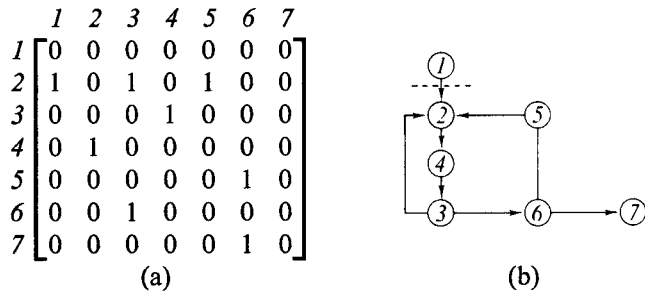 1 2 3 4 5 6 7
1 0 0 0 0 0 0 0
2 1 0 1 0 1 0 0
3 0 0 0 1 0 0 0
4 0 1 0 0 0 0 0
5 0 0 0 0 0 1 0
6 0 0 1 0 0 0 0
7 0 0 0 0 0 1 0
(a)
1
2 5
4
3 6 7
(b)